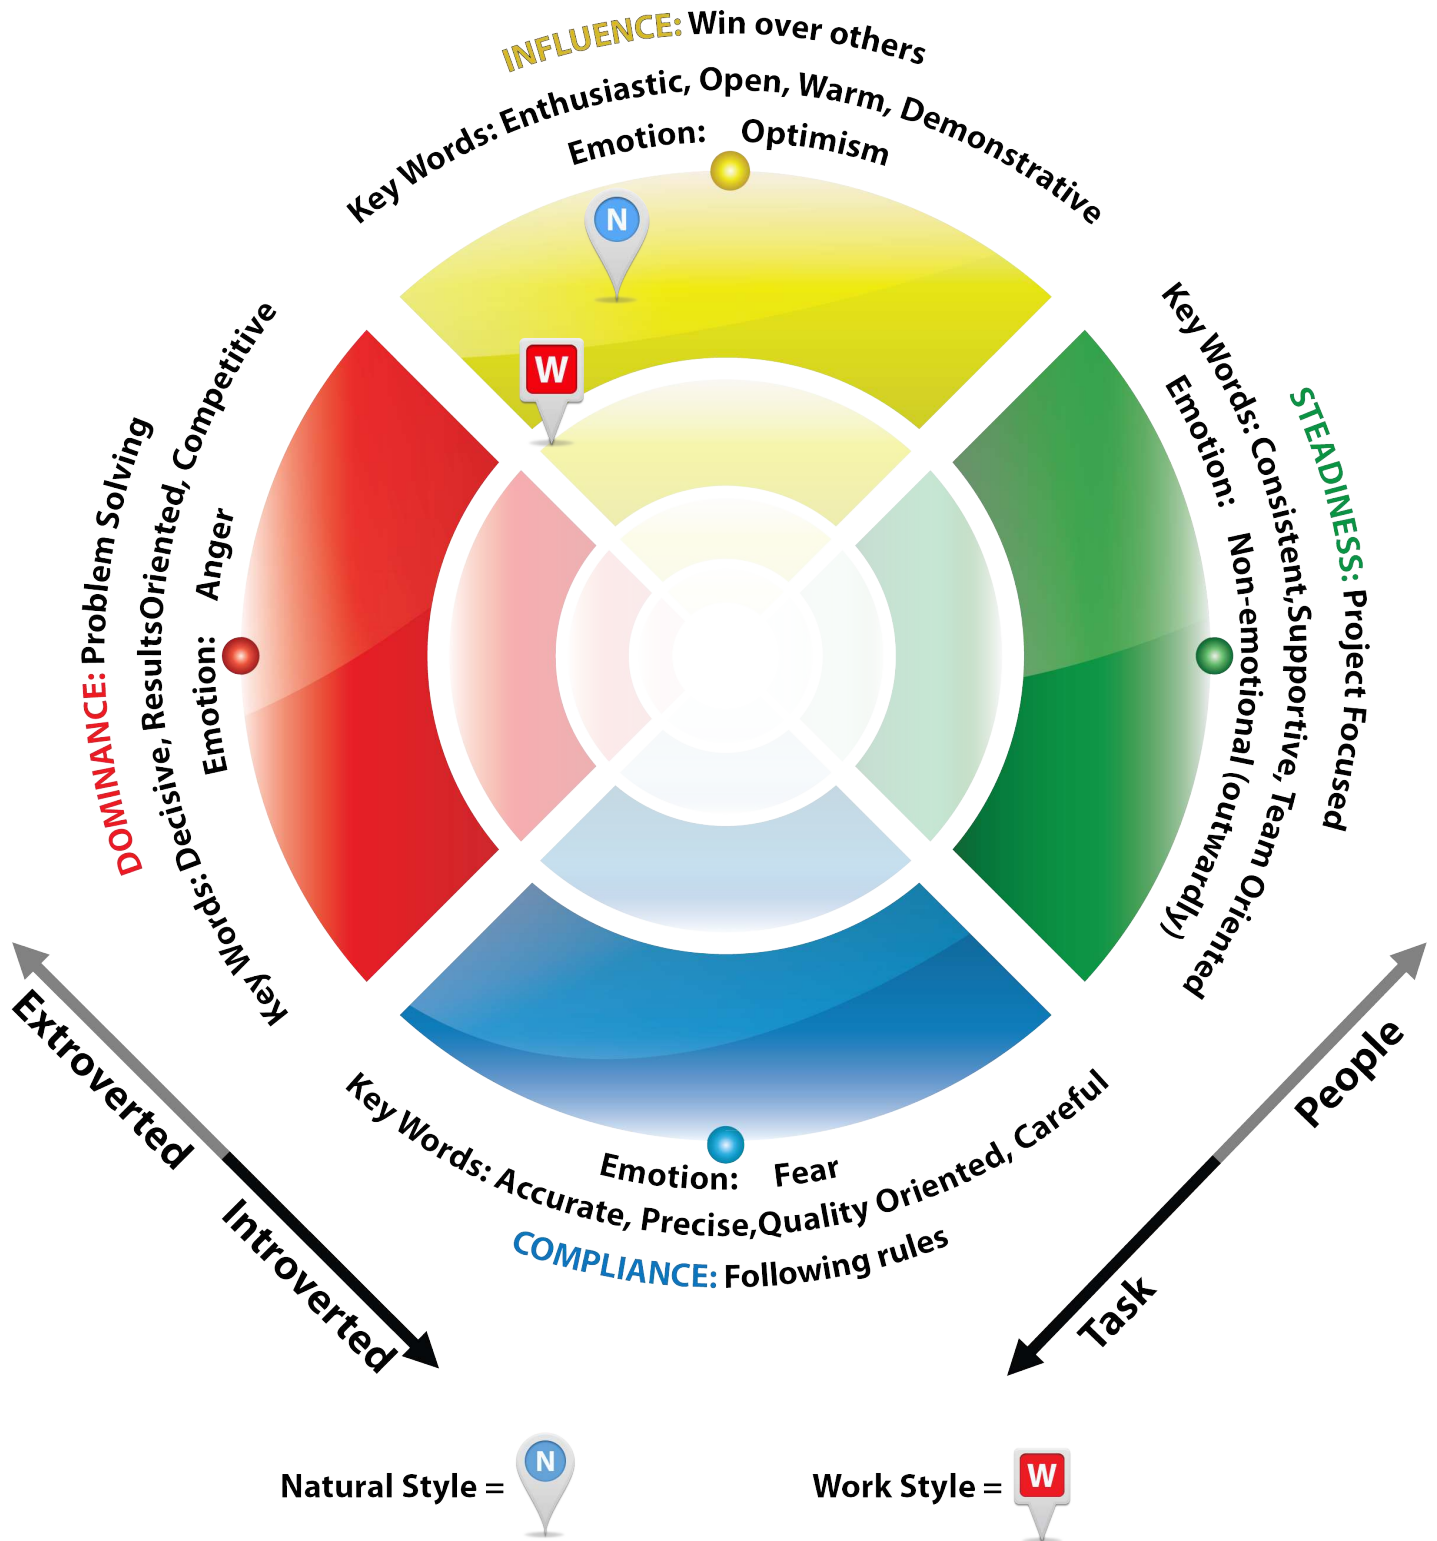 INFLUENCE: Win over others
Key Words: Enthusiastic, Open, Warm, Demonstrative
Emotion: Optimism
N
W
DOMINANCE: Problem Solving
Key Words: Decisive, ResultsOriented, Competitive
Emotion: Anger
STEADINESS: Project Focused
Key Words: Consistent,Supportive, Team Oriented
Emotion: Non-emotional (outwardly)
Emotion: Fear
Key Words: Accurate, Precise,Quality Oriented, Careful
COMPLIANCE: Following rules
Extroverted
Introverted
People
Task
Natural Style = N
Work Style = W